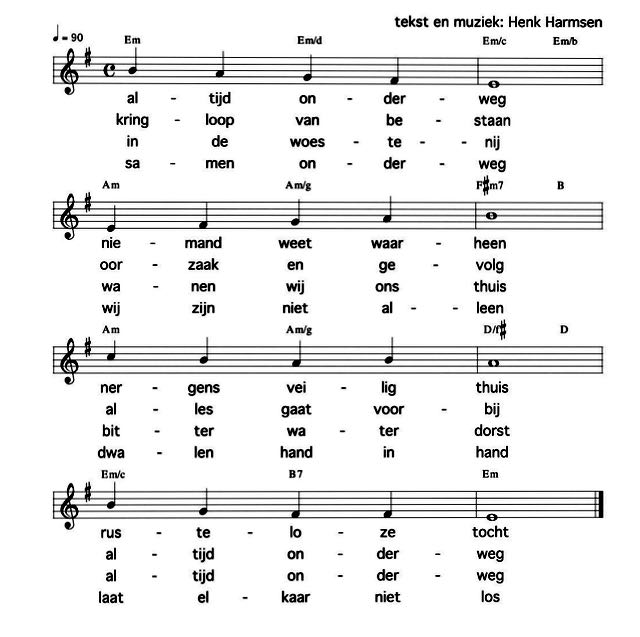 tekst en muziek: Henk Harmsen
♩ = 90
Em Em/d Em/c Em/b
al - tijd on - der - weg
kring - loop van be - staan
in de woes - te - nij
sa - men on - der - weg
Am Am/g F♯m7 B
nie - mand weet waar - heen
oor - zaak en ge - volg
wa - nen wij ons thuis
wij zijn niet al - leen
Am Am/g D/f♯ D
ner - gens vei - lig thuis
al - les gaat voor - bij
bit - ter wa - ter dorst
dwa - len hand in hand
Em/c B7 Em
rus - te - lo - ze tocht
al - tijd on - der - weg
al - tijd on - der - weg
laat el - kaar niet los